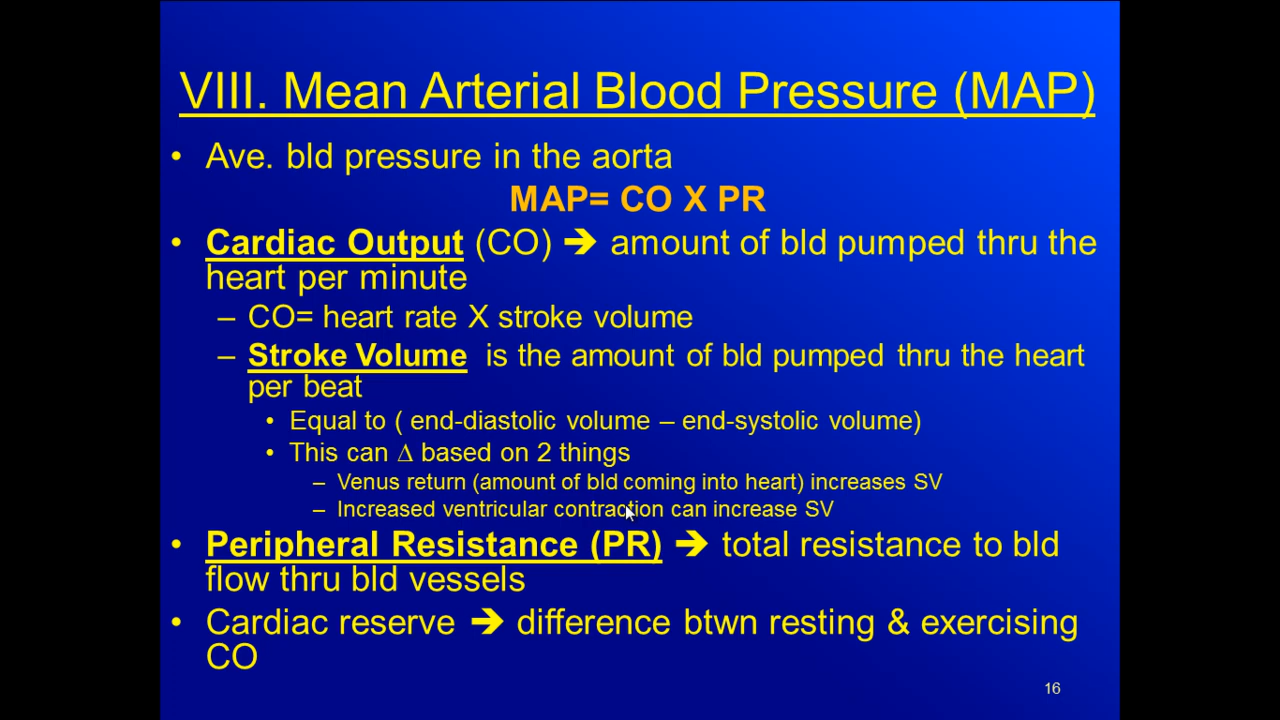 VIII. Mean Arterial Blood Pressure (MAP)
• Ave. bld pressure in the aorta
MAP= CO X PR
• Cardiac Output (CO) ➔ amount of bld pumped thru the
heart per minute
– CO= heart rate X stroke volume
– Stroke Volume is the amount of bld pumped thru the heart
per beat
• Equal to ( end-diastolic volume – end-systolic volume)
• This can ∆ based on 2 things
– Venus return (amount of bld coming into heart) increases SV
– Increased ventricular contraction can increase SV
• Peripheral Resistance (PR) ➔ total resistance to bld
flow thru bld vessels
• Cardiac reserve ➔ difference btwn resting & exercising
CO
16